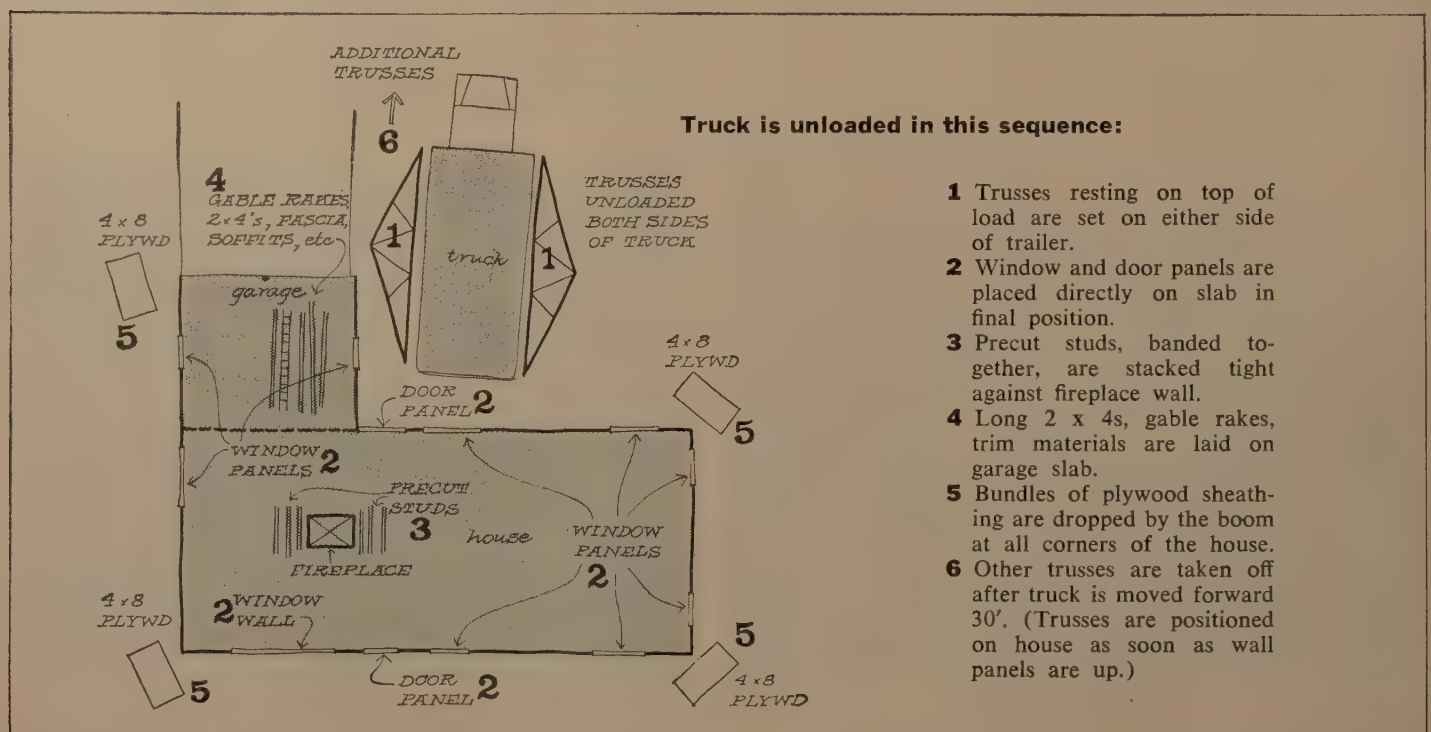 ADDITIONAL
TRUSSES
6
Truck is unloaded in this sequence:
4
GABLE RAKES,
2x4's, FASCIA,
SOFFITS, etc
4 x 8
PLYWD
5
garage
1
truck
1
TRUSSES
UNLOADED
BOTH SIDES
OF TRUCK
4 x 8
PLYWD
5
DOOR
PANEL 2
WINDOW
PANELS 2
PRECUT
STUDS
3
house
FIREPLACE
WINDOW
PANELS
2
4 x 8
PLYWD
5
2 WINDOW
WALL
DOOR
PANEL 2
5
4 x 8
PLYWD
1 Trusses resting on top of
load are set on either side
of trailer.
2 Window and door panels are
placed directly on slab in
final position.
3 Precut studs, banded to-
gether, are stacked tight
against fireplace wall.
4 Long 2 x 4s, gable rakes,
trim materials are laid on
garage slab.
5 Bundles of plywood sheath-
ing are dropped by the boom
at all corners of the house.
6 Other trusses are taken off
after truck is moved forward
30'. (Trusses are positioned
on house as soon as wall
panels are up.)